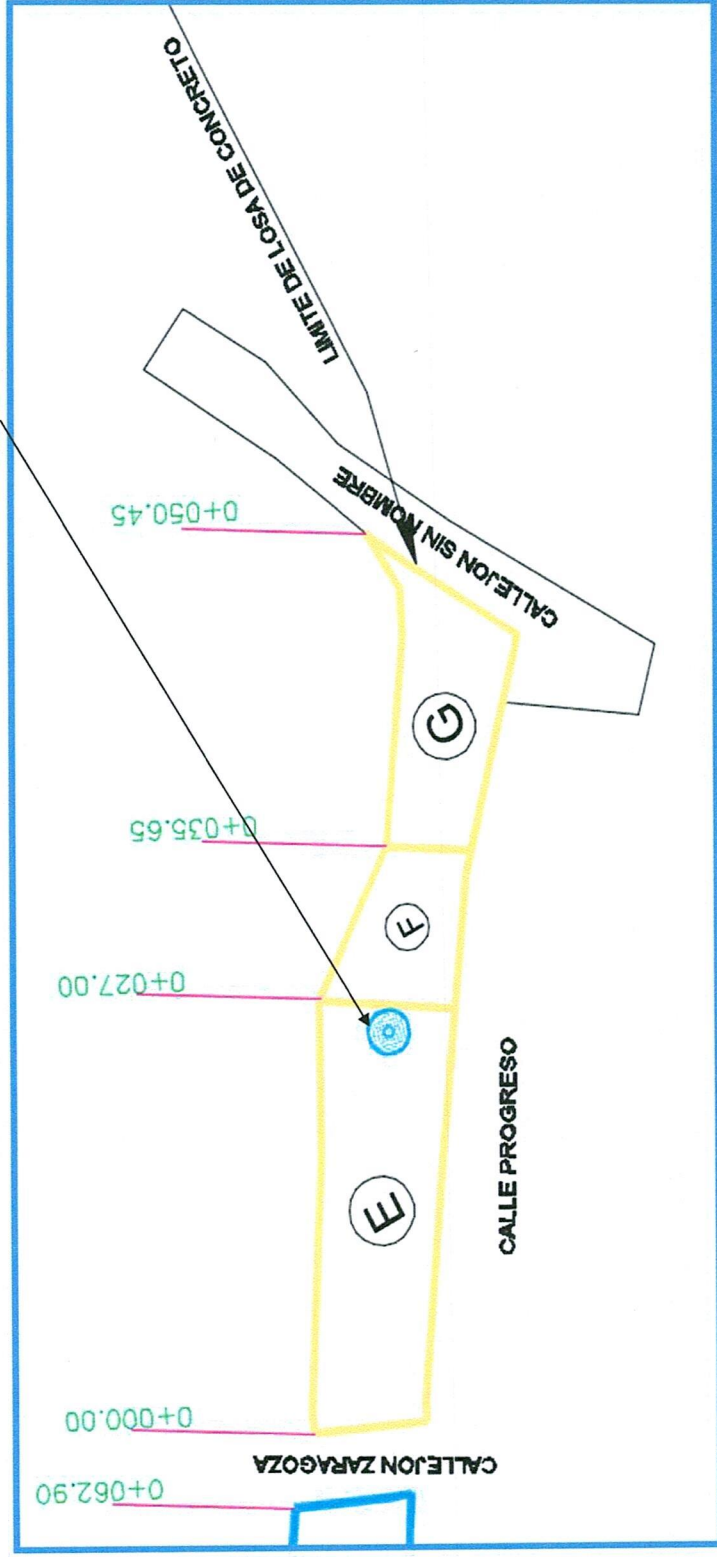 LIMITE DE LOSA DE CONCRETO
0+050.45
CALLEJON SIN NOMBRE
G
0+035.65
F
0+027.00
E
CALLE PROGRESO
0+000.00
CALLEJON ZARAGOZA
0+062.90